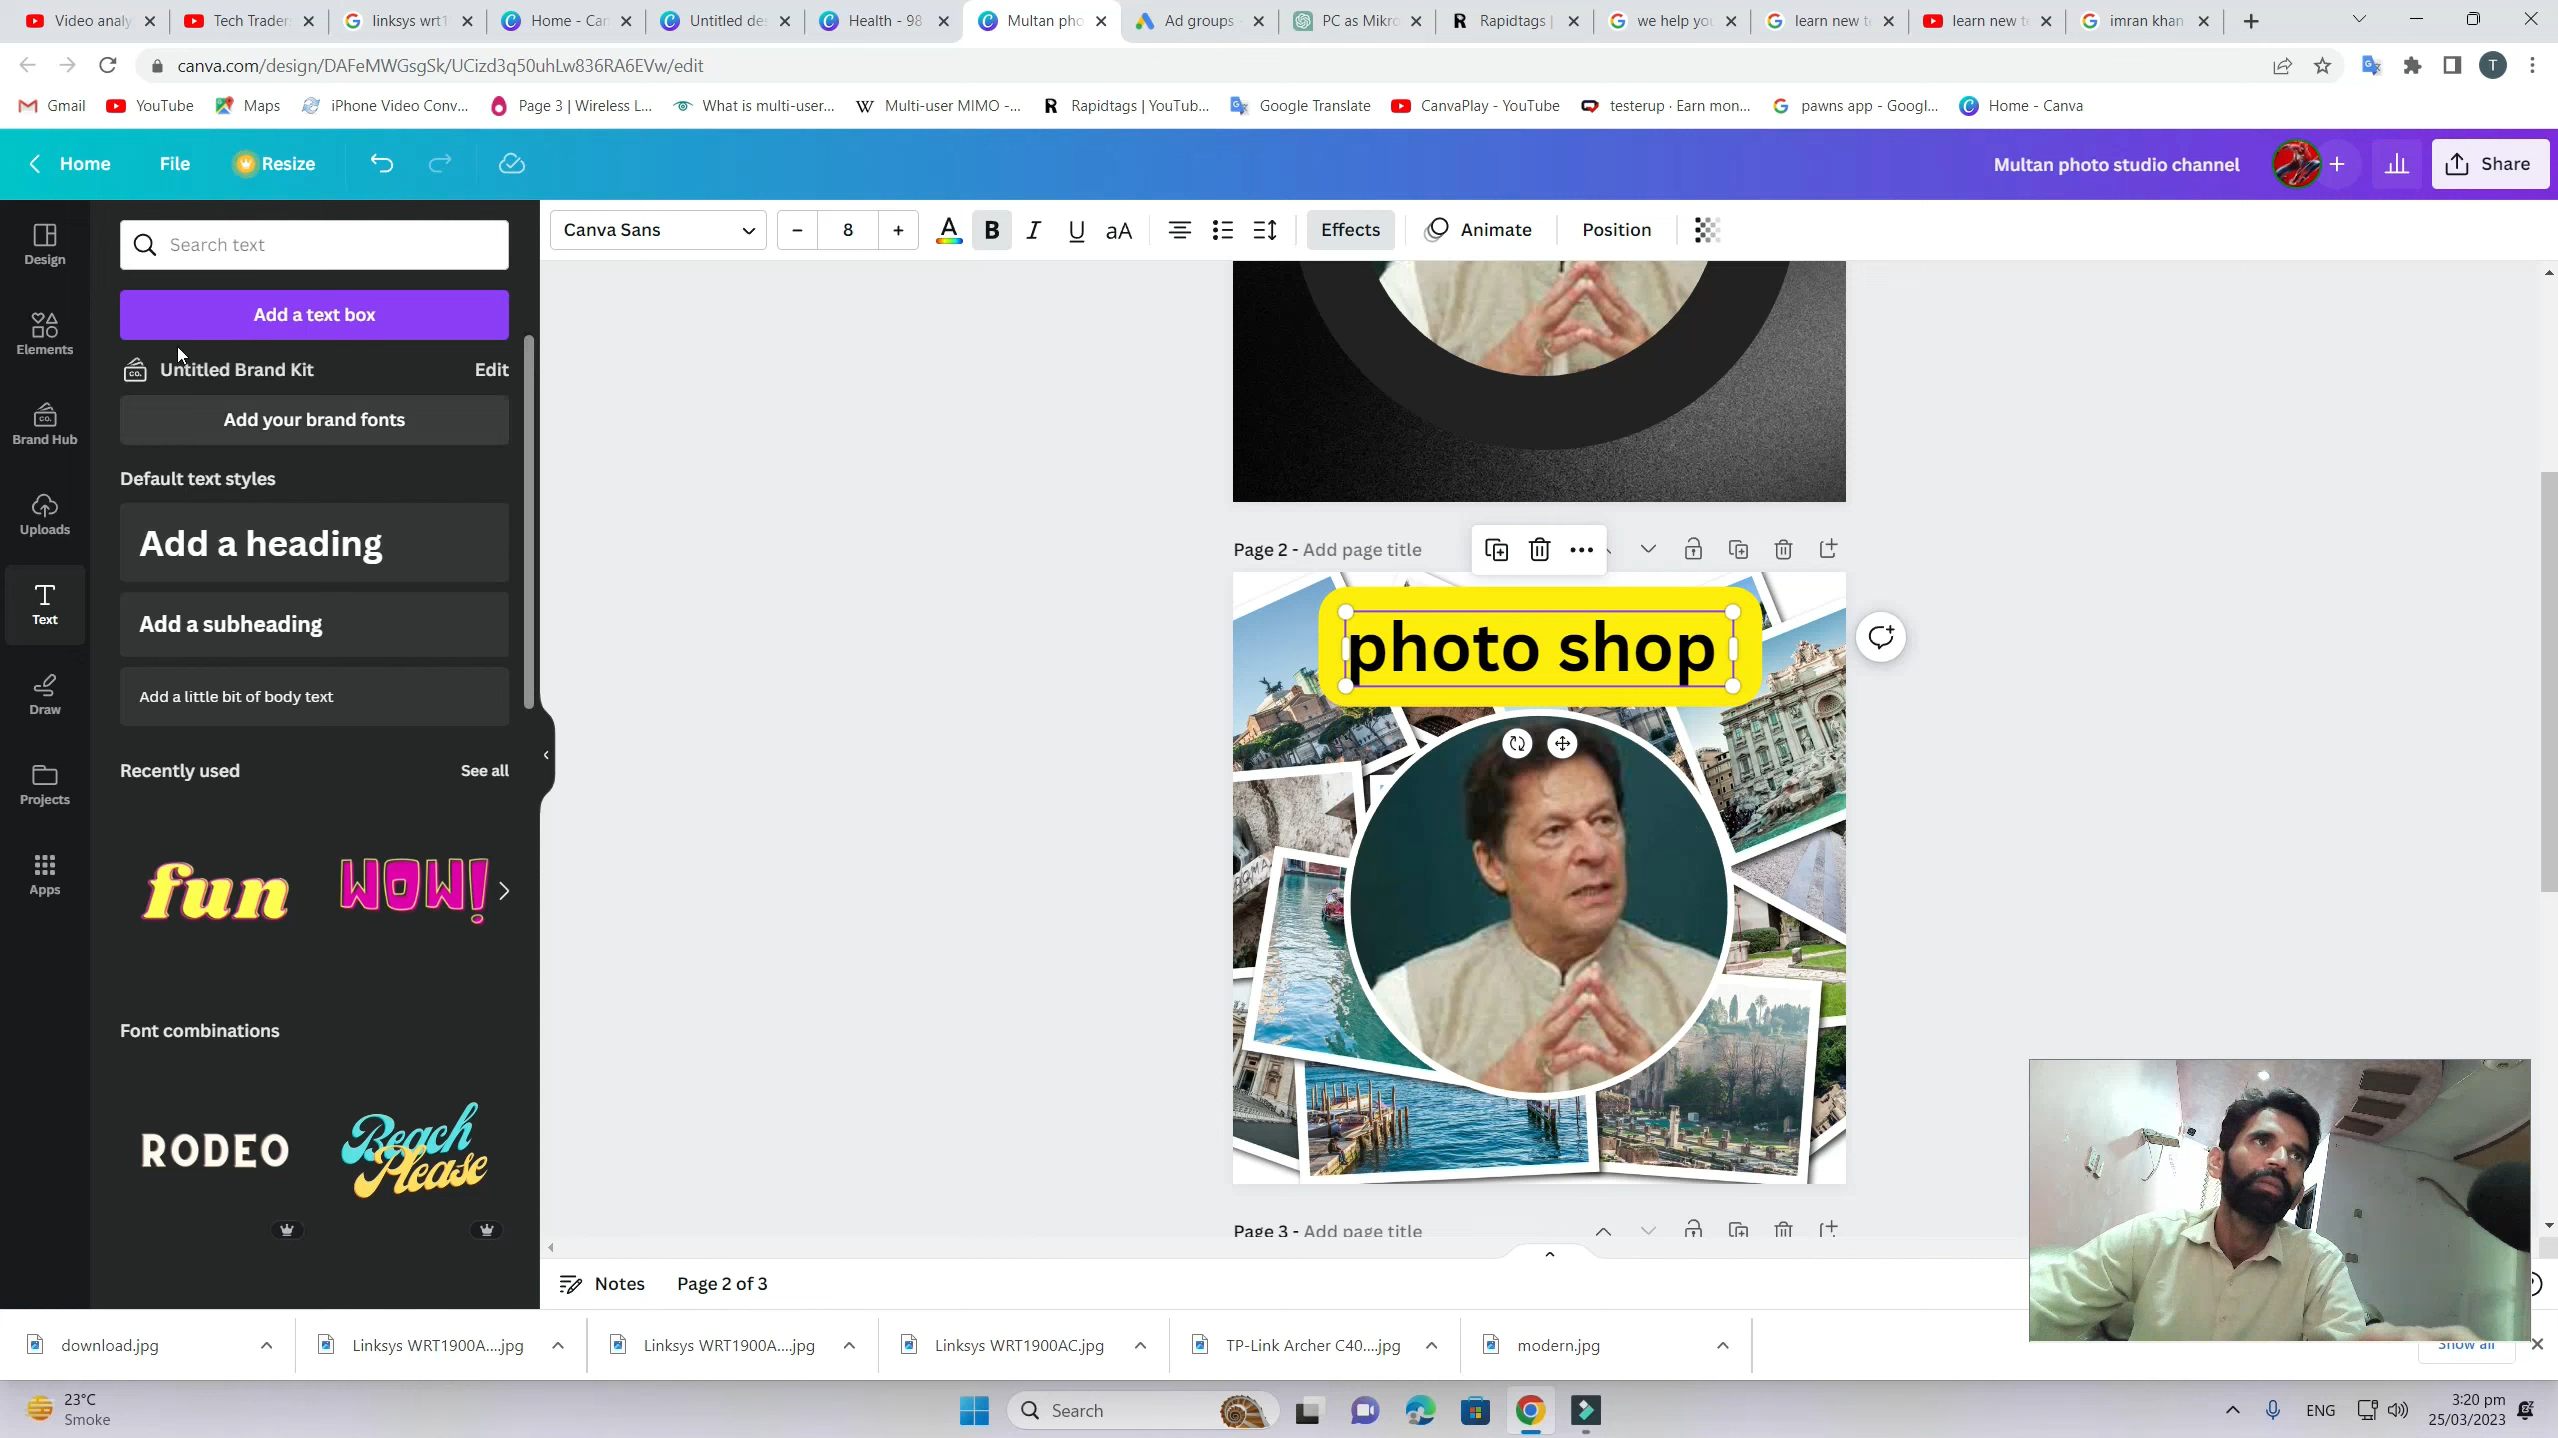 Video analy
Tech Trader
linksys wrt1
Home - Can
Untitled des
Health - 98
Multan pho
Ad groups -
PC as Mikro
Rapidtags |
we help you
learn new te
learn new te
imran khan
canva.com/design/DAFeMWGsgSk/UCizd3q50uhLw836RA6EVw/edit
T
Gmail
YouTube
Maps
iPhone Video Conv...
Page 3 | Wireless L...
What is multi-user...
Multi-user MIMO -...
Rapidtags | YouTub...
Google Translate
CanvaPlay - YouTube
testerup · Earn mon...
pawns app - Googl...
Home - Canva
Home
File
Resize
Multan photo studio channel
Share
Canva Sans
8
B
I
U
aA
Effects
Animate
Position
Design
Elements
Brand Hub
Uploads
Text
Draw
Projects
Apps
Search text
Add a text box
Untitled Brand Kit
Edit
Add your brand fonts
Default text styles
Add a heading
Add a subheading
Add a little bit of body text
Recently used
See all
fun
WOW!
Font combinations
RODEO
Beach
Please
Page 2 - Add page title
photo shop
Page 3 - Add page title
Notes
Page 2 of 3
download.jpg
Linksys WRT1900A....jpg
Linksys WRT1900A....jpg
Linksys WRT1900AC.jpg
TP-Link Archer C40....jpg
modern.jpg
Show all
23°C
Smoke
Search
ENG
3:20 pm
25/03/2023